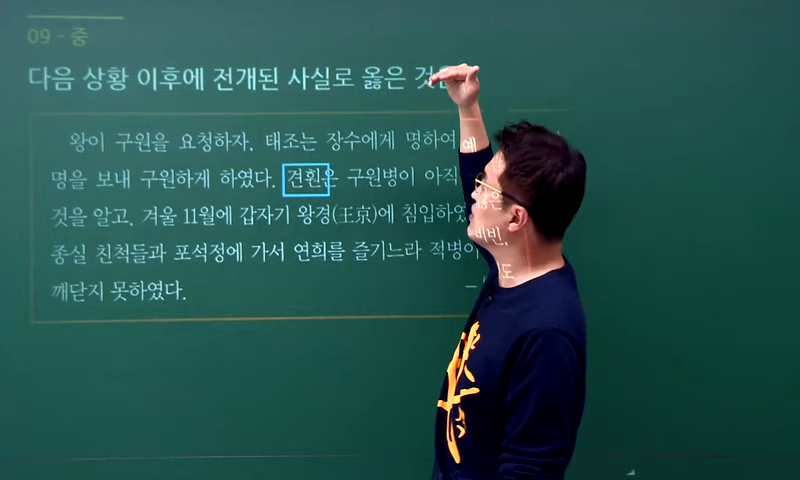 09 - 중
다음 상황 이후에 전개된 사실로 옳은
왕이 구원을 요청하자, 태조는 장수에게 명하여 예
명을 보내 구원하게 하였다. 견훤은 구원병이 아직
것을 알고, 겨울 11월에 갑자기 왕경(王京)에 침입하였 비빈,
종실 친척들과 포석정에 가서 연희를 즐기느라 적병이 도
깨닫지 못하였다.